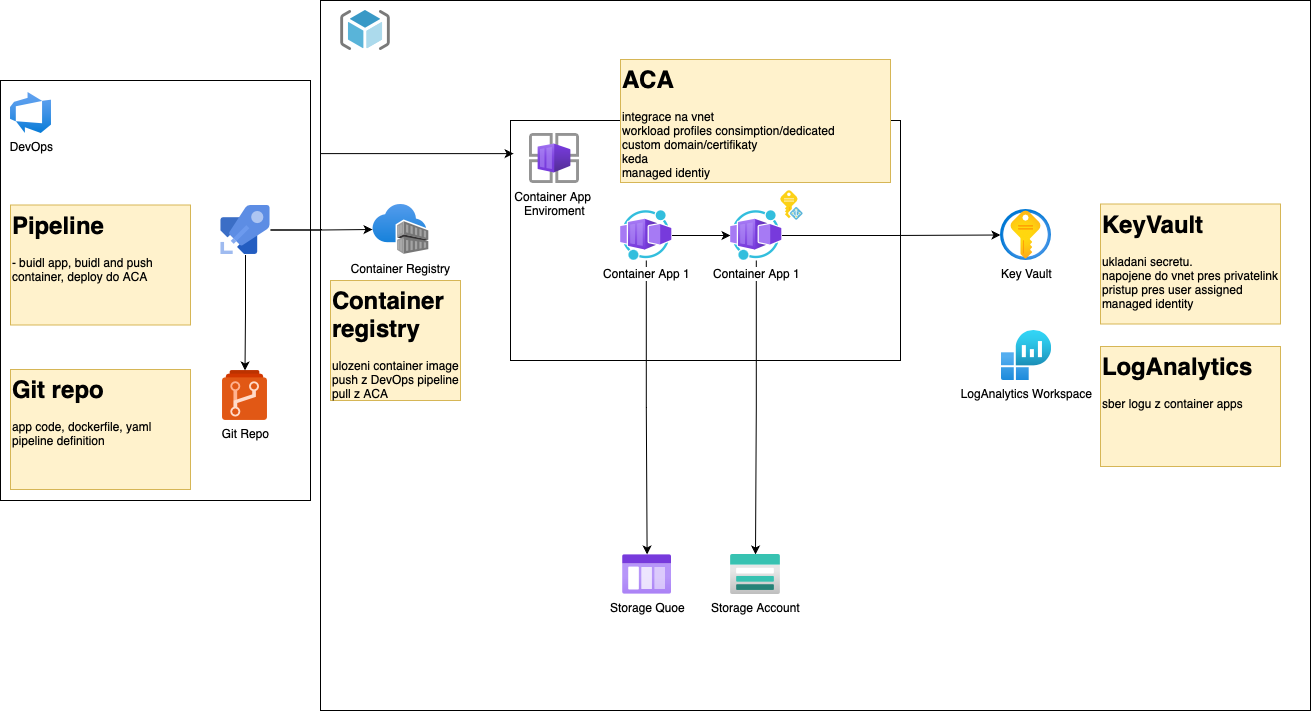 DevOps
Pipeline
- buidl app, buidl and push
container, deploy do ACA
Git repo
app code, dockerfile, yaml
pipeline definition
Git Repo
Container Registry
Container
registry
ulozeni container image
push z DevOps pipeline
pull z ACA
ACA
integrace na vnet
workload profiles consimption/dedicated
custom domain/certifikaty
keda
managed identiy
Container App
Enviroment
Container App 1
Container App 1
Storage Quoe
Storage Account
Key Vault
KeyVault
ukladani secretu.
napojene do vnet pres privatelink
pristup pres user assigned
managed identity
LogAnalytics Workspace
LogAnalytics
sber logu z container apps